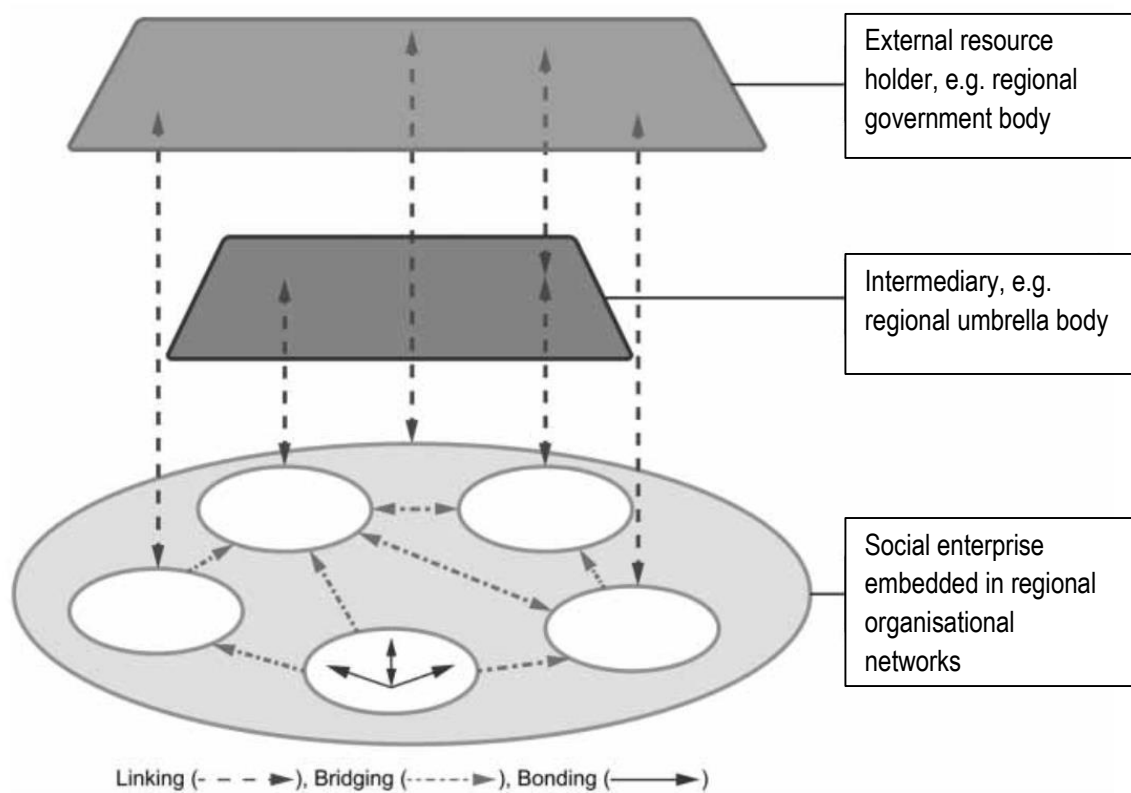 External resource
holder, e.g. regional
government body
Intermediary, e.g.
regional umbrella body
Social enterprise
embedded in regional
organisational
networks
Linking (- – – –►), Bridging (-··-··-··►), Bonding (——►)